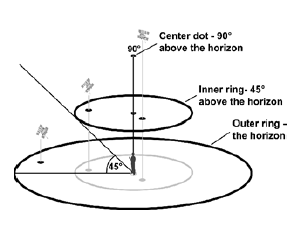 Center dot - 90°
above the horizon
90°
Inner ring- 45°
above the horizon
Outer ring –
the horizon
45°